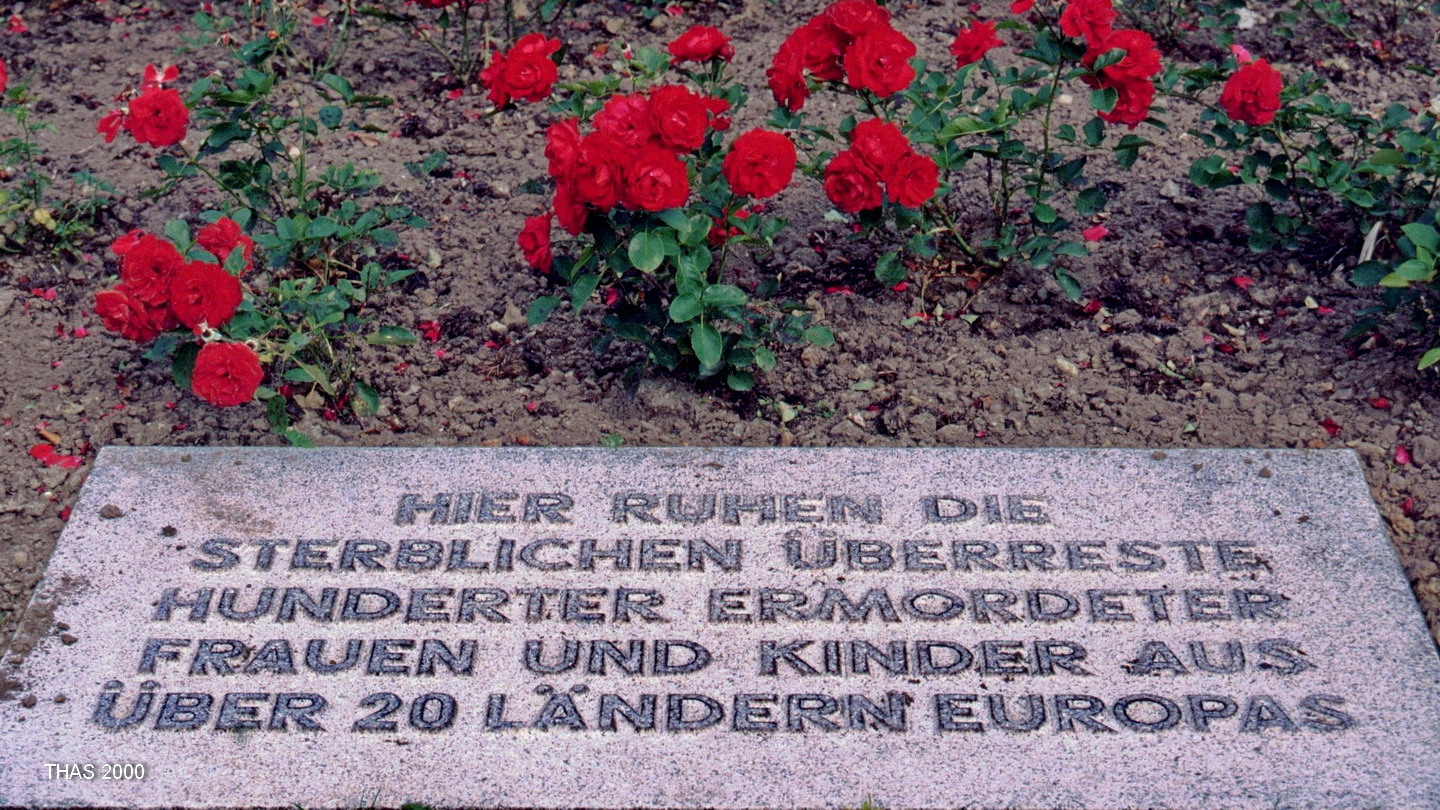 HIER RUHEN DIE
STERBLICHEN ÜBERRESTE
HUNDERTER ERMORDETER
FRAUEN UND KINDER AUS
ÜBER 20 LÄNDERN EUROPAS
THAS 2000